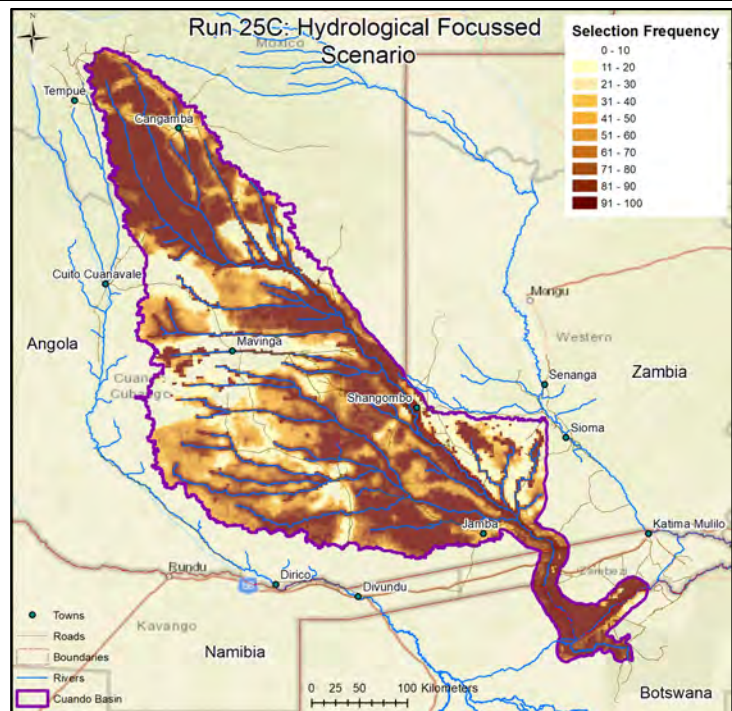 Run 25C: Hydrological Focussed
Scenario
N
Moxico
Selection Frequency
0 - 10
11 - 20
21 - 30
31 - 40
41 - 50
51 - 60
61 - 70
71 - 80
81 - 90
91 - 100
Tempué
Cangamba
Cuito Cuanavale
Mongu
Angola
Western
Mavinga
Cubango
Senanga
Zambia
Shangombo
Sioma
Jamba
Katima Mulilo
Rundu
Zambezi
Dirico
Divundu
Kavango
Namibia
Botswana
Towns
Roads
Boundaries
Rivers
Cuando Basin
0 25 50 100 Kilometers